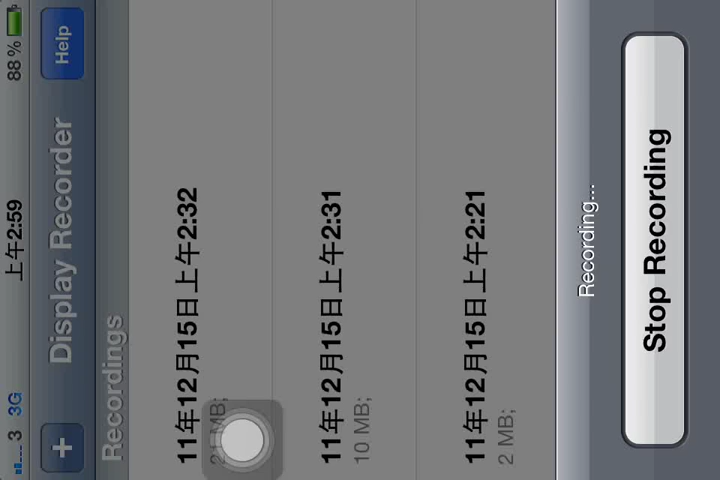 3 3G 上午2:59 88 %
+ Display Recorder Help
Recordings
11年12月15日上午2:32
21 MB;
11年12月15日上午2:31
10 MB;
11年12月15日上午2:21
2 MB;
Recording...
Stop Recording